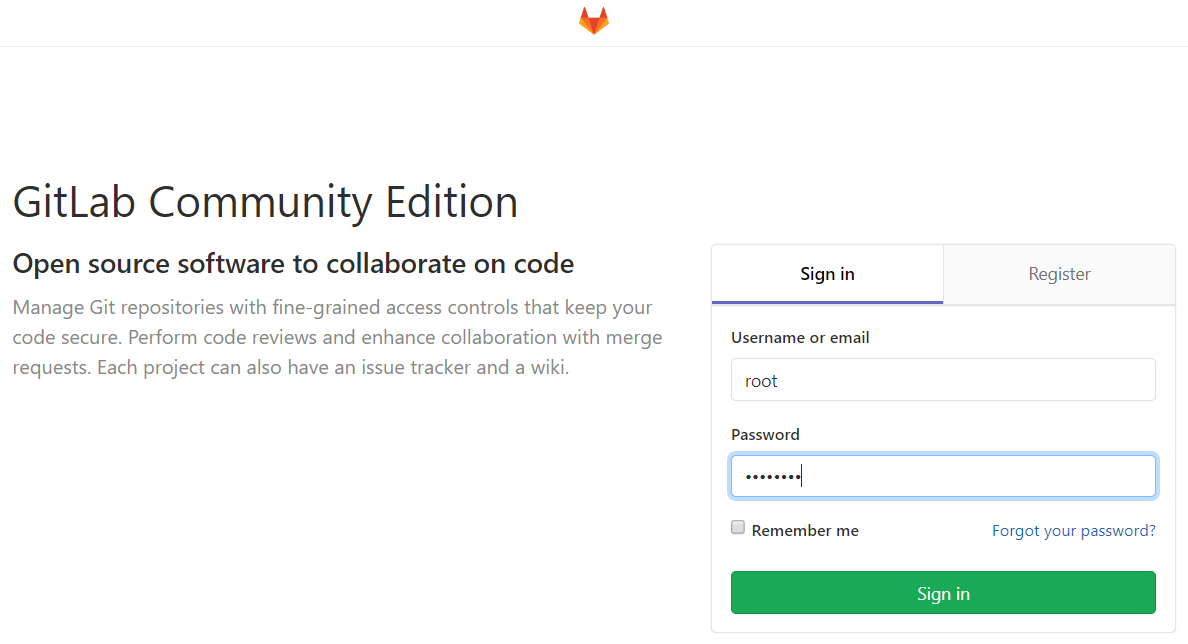 GitLab Community Edition
Open source software to collaborate on code
Manage Git repositories with fine-grained access controls that keep your
code secure. Perform code reviews and enhance collaboration with merge
requests. Each project can also have an issue tracker and a wiki.
Sign in
Register
Username or email
root
Password
••••••••
Remember me
Forgot your password?
Sign in